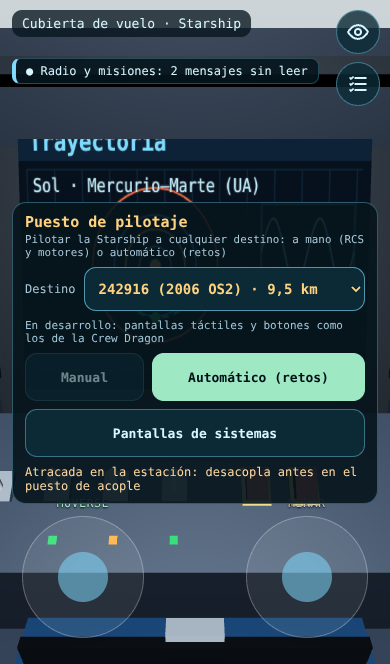 Cubierta de vuelo · Starship
● Radio y misiones: 2 mensajes sin leer
Trayectoria
Sol · Mercurio–Marte (UA)
Puesto de pilotaje
Pilotar la Starship a cualquier destino: a mano (RCS
y motores) o automático (retos)
Destino
242916 (2006 OS2) · 9,5 km
En desarrollo: pantallas táctiles y botones como
los de la Crew Dragon
Manual
Automático (retos)
Pantallas de sistemas
Atracada en la estación: desacopla antes en el
puesto de acople
MOVERSE